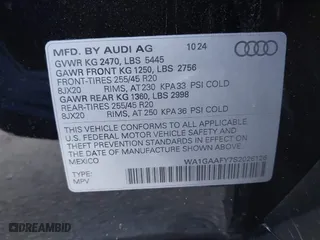 MFD. BY AUDI AG 10 24
GVWR KG 2470, LBS 5445
GAWR FRONT KG 1250, LBS 2756
FRONT-TIRES 255/45 R20
8JX20 RIMS, AT 230 KPA 33 PSI COLD
GAWR REAR KG 1360, LBS 2998
REAR-TIRES 255/45 R20
8JX20 RIMS, AT 250 KPA 36 PSI COLD
THIS VEHICLE CONFORMS TO ALL APPLICABLE
U.S. FEDERAL MOTOR VEHICLE SAFETY AND
THEFT PREVENTION STANDARDS IN EFFECT ON
THE DATE OF MANUFACTURE SHOWN ABOVE
MEXICO
TYPE:
MPV
DREAMBID.COM